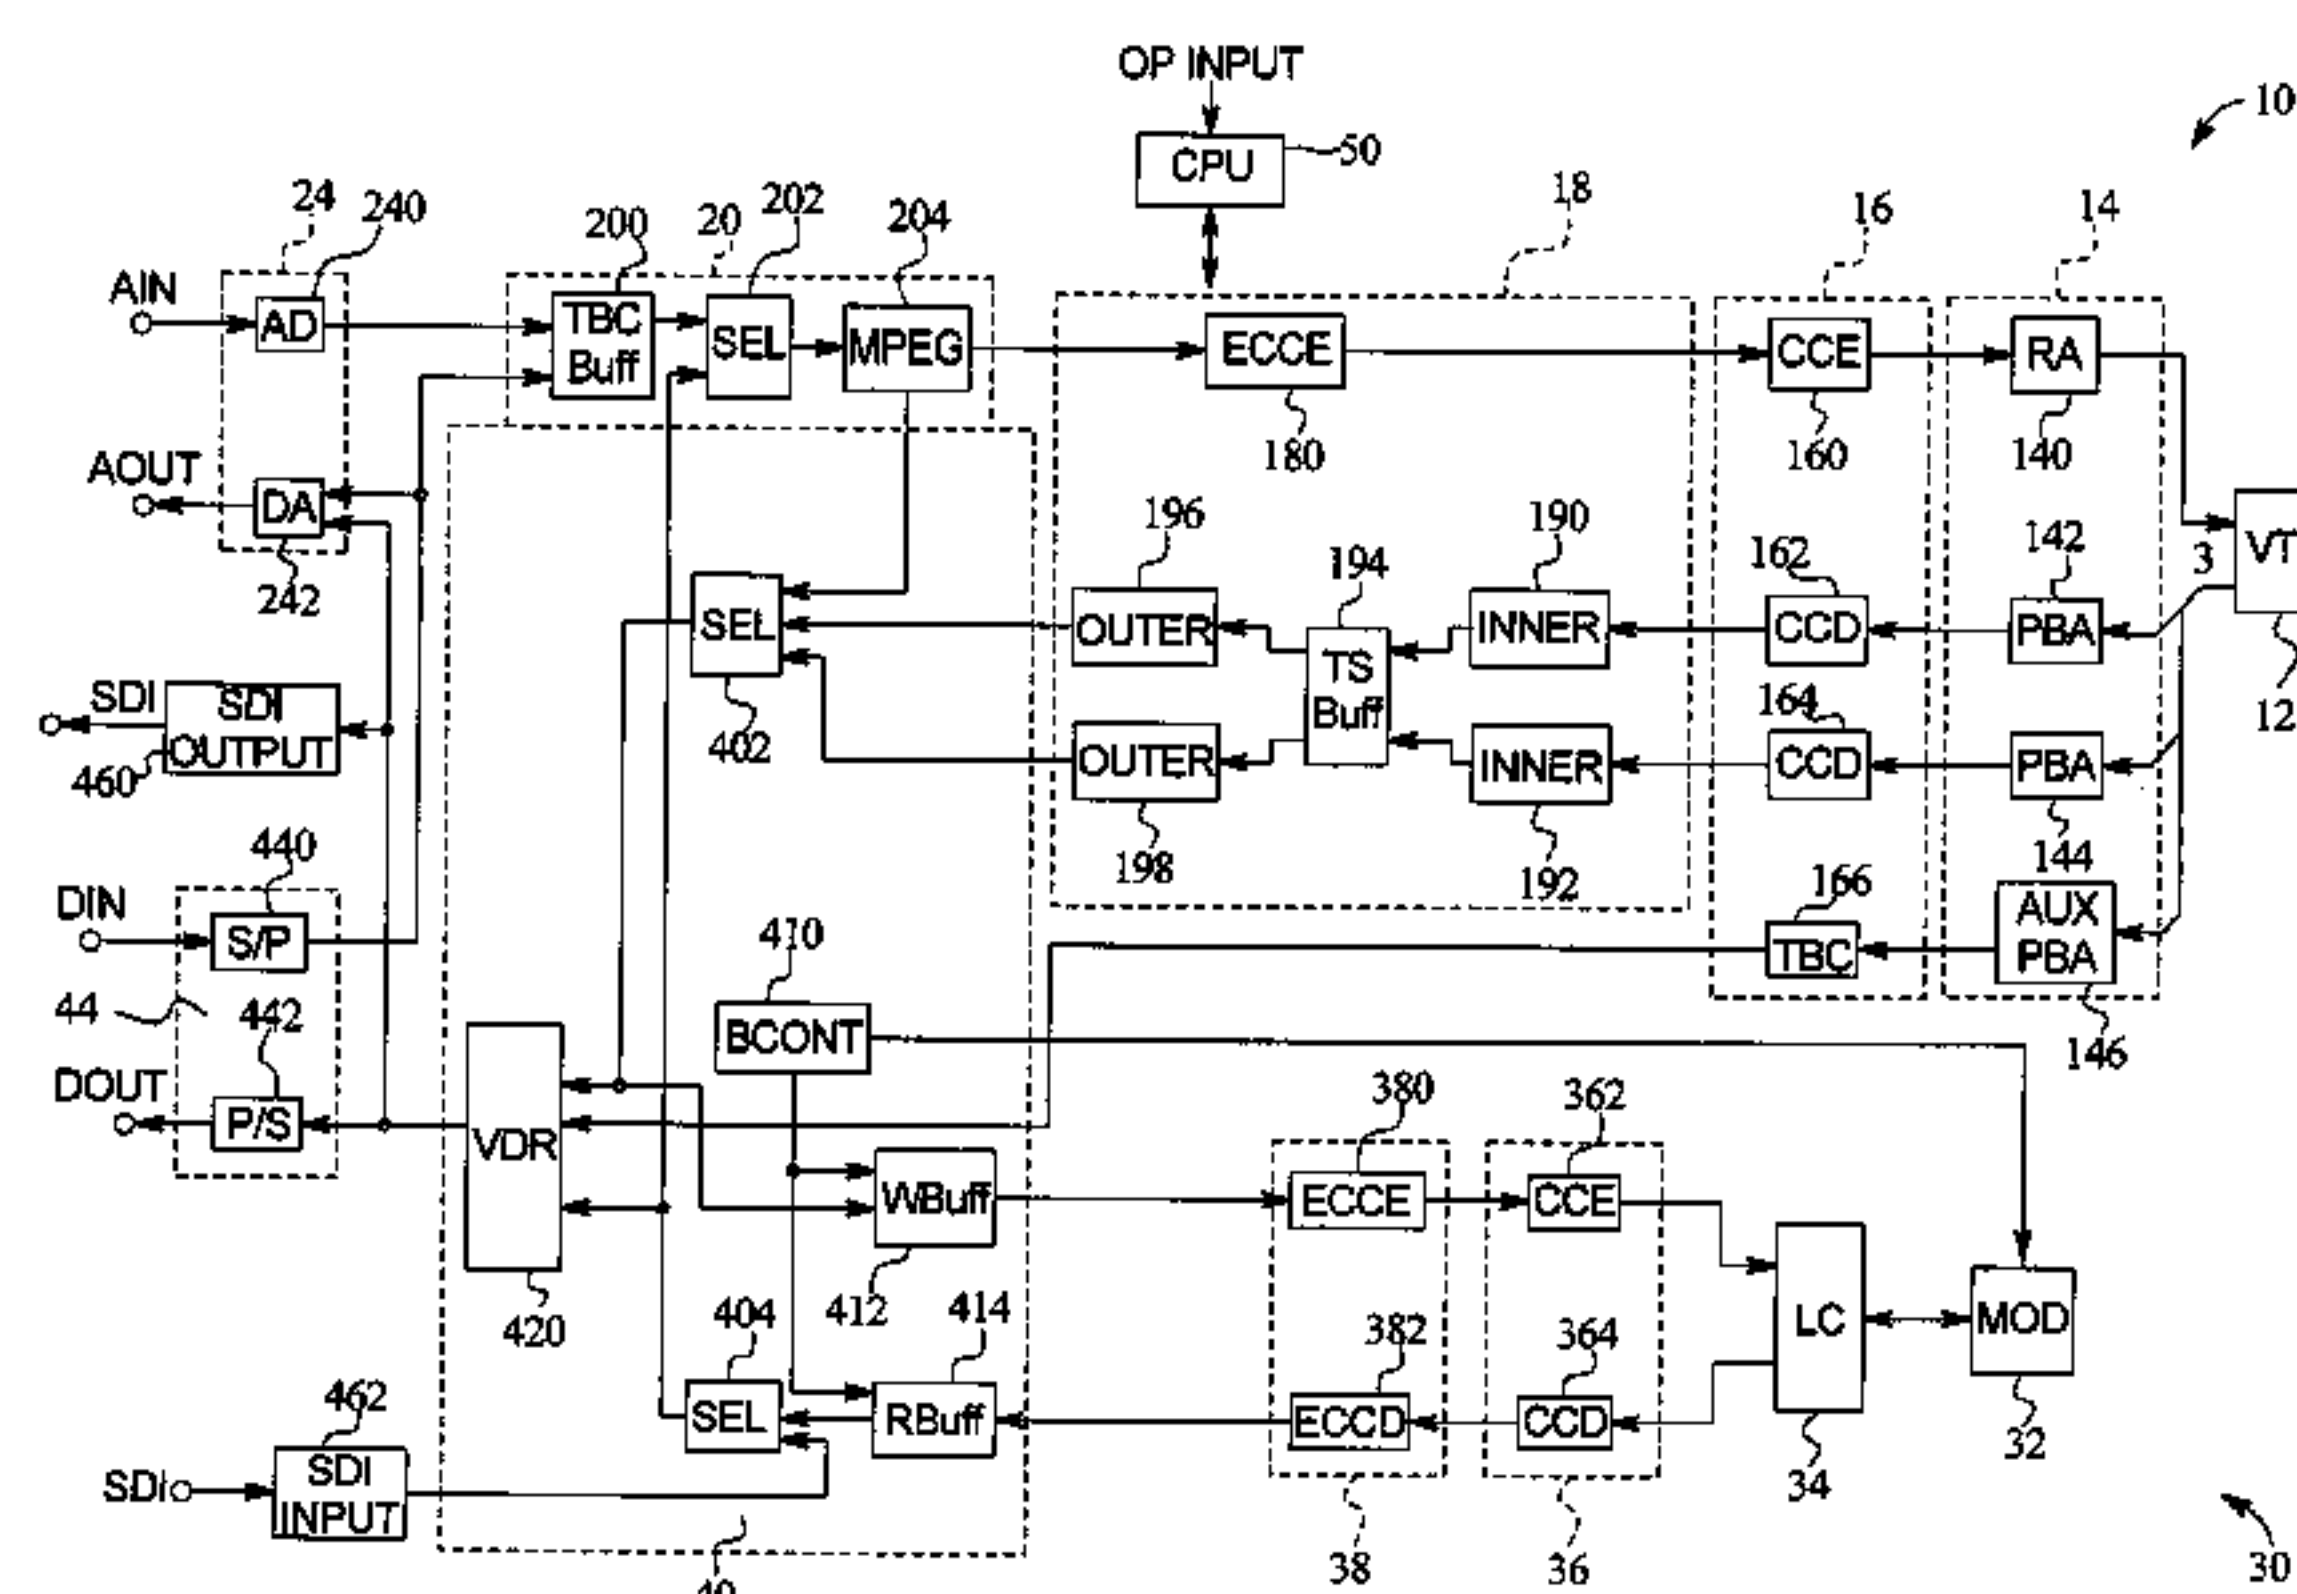 OP INPUT
10
CPU
50
24
240
200
20
202
204
18
16
14
AIN
AD
TBC
Buff
SEL
MPEG
ECCE
CCE
RA
180
160
140
AOUT
DA
242
196
194
190
162
142
3
12
SEL
402
OUTER
TS
Buff
INNER
CCD
PBA
SDI
SDI
OUTPUT
460
164
OUTER
INNER
CCD
PBA
198
192
144
440
DIN
S/P
44
442
410
166
TBC
AUX
PBA
146
BCONT
DOUT
P/S
VDR
420
380
362
WBuff
412
ECCE
CCE
LC
MOD
404
414
382
364
SEL
RBuff
ECCD
CCD
34
32
462
SDI
SDI
INPUT
38
36
30